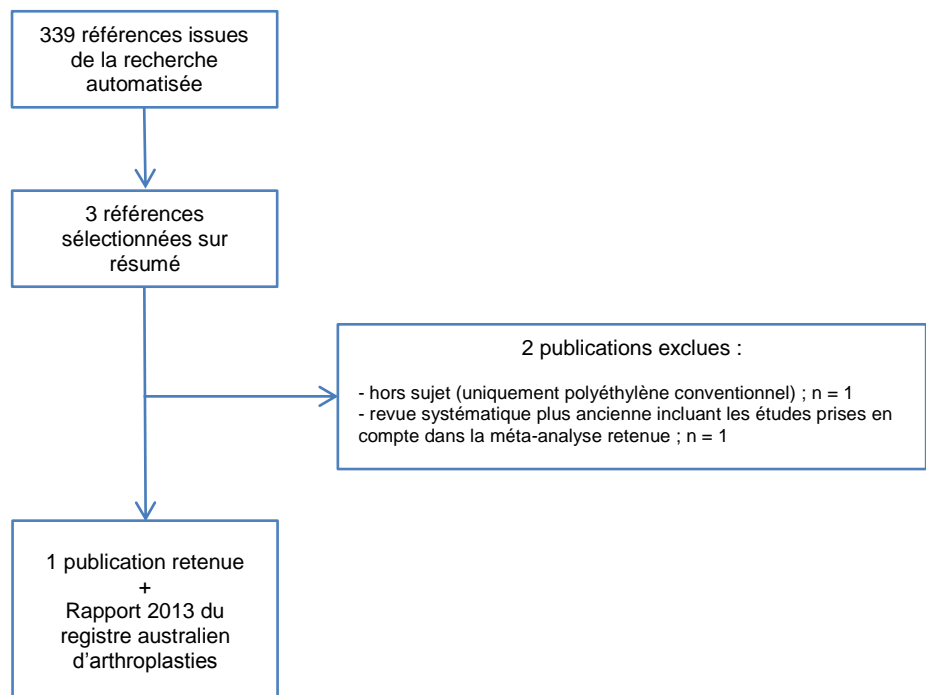 339 références issues
de la recherche
automatisée
3 références
sélectionnées sur
résumé
2 publications exclues :
- hors sujet (uniquement polyéthylène conventionnel) ; n = 1
- revue systématique plus ancienne incluant les études prises en
compte dans la méta-analyse retenue ; n = 1
1 publication retenue
+
Rapport 2013 du
registre australien
d’arthroplasties